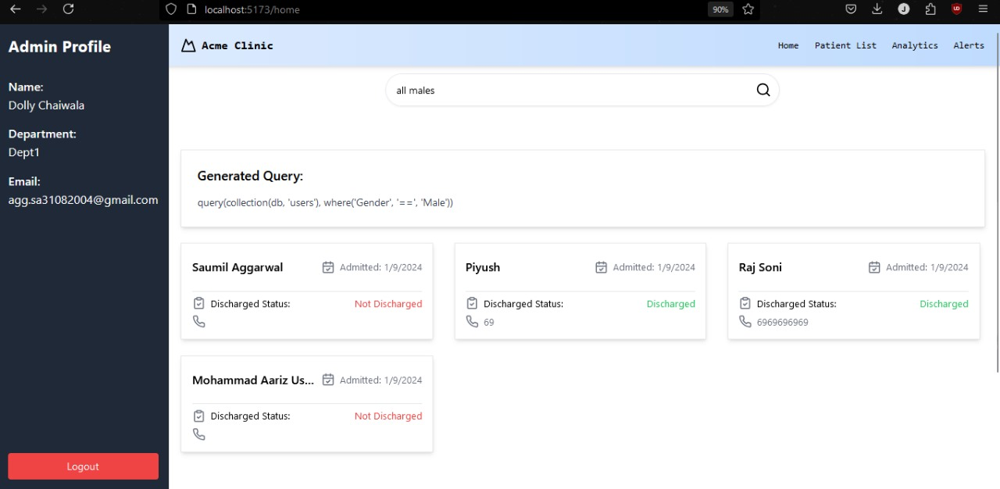 localhost:5173/home
90%
J
UD
Admin Profile
Name:
Dolly Chaiwala
Department:
Dept1
Email:
agg.sa31082004@gmail.com
Logout
Acme Clinic
Home Patient List Analytics Alerts
all males
Generated Query:
query(collection(db, 'users'), where('Gender', '==', 'Male'))
Saumil Aggarwal Admitted: 1/9/2024
Discharged Status: Not Discharged
Piyush Admitted: 1/9/2024
Discharged Status: Discharged
69
Raj Soni Admitted: 1/9/2024
Discharged Status: Discharged
6969696969
Mohammad Aariz Us... Admitted: 1/9/2024
Discharged Status: Not Discharged